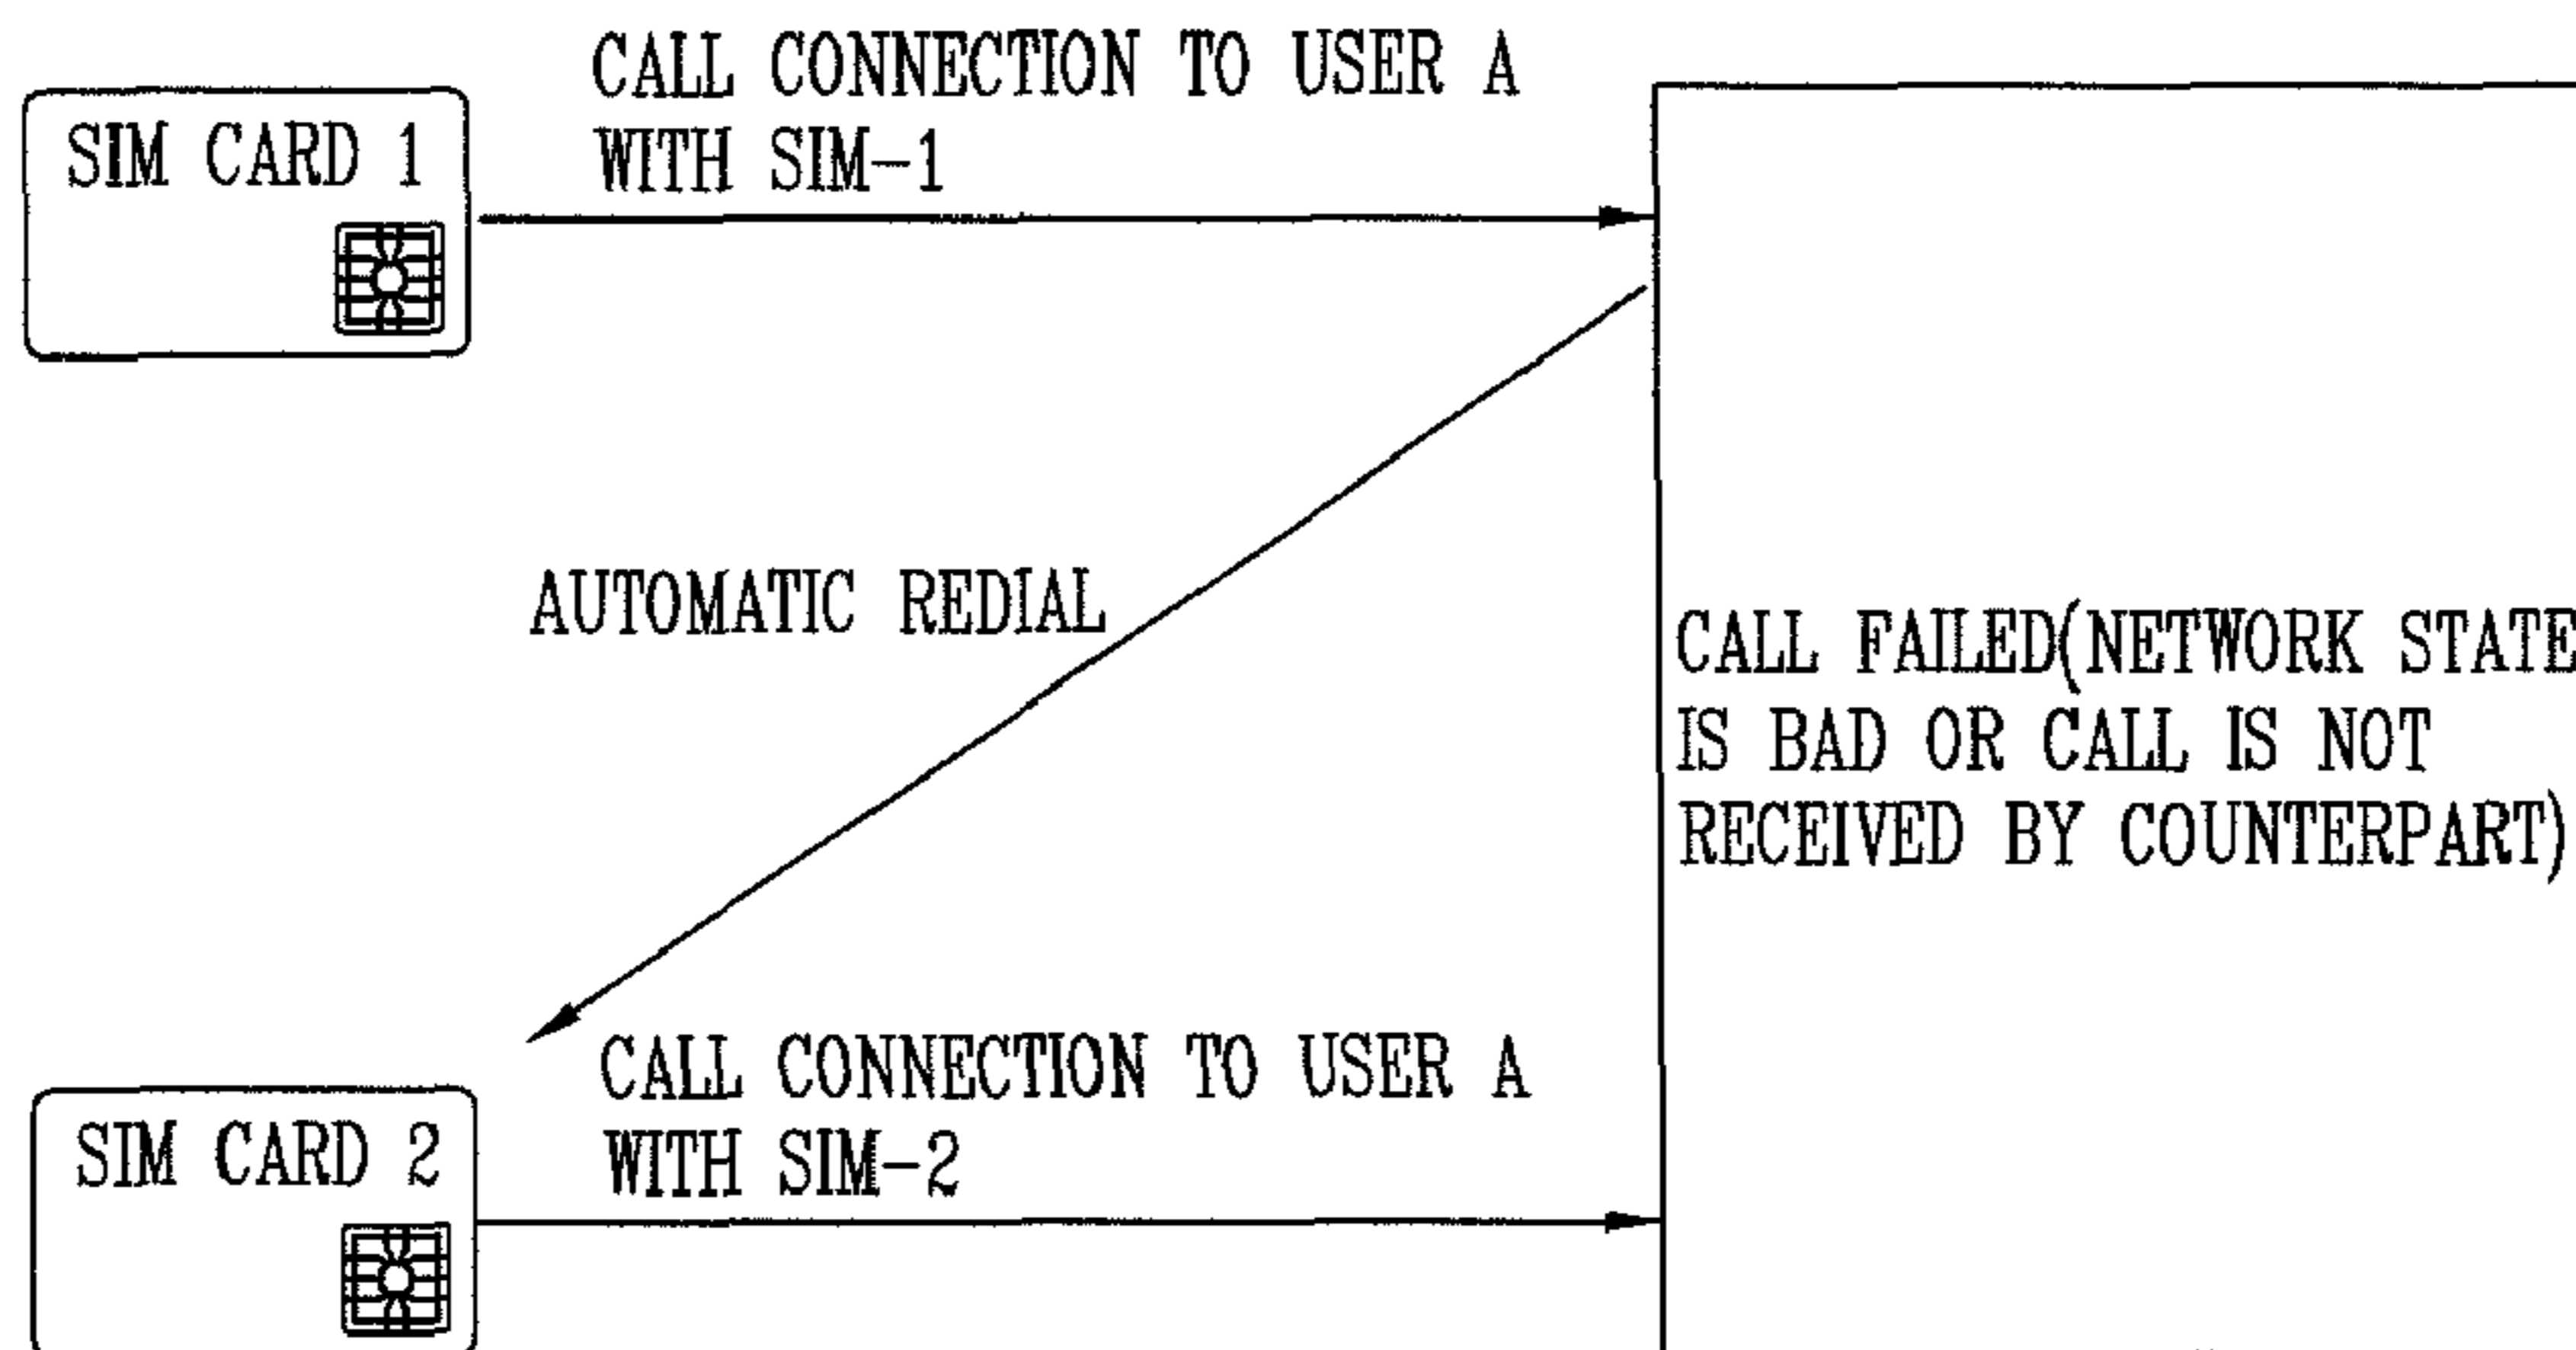 CALL CONNECTION TO USER A
WITH SIM-1
SIM CARD 1
AUTOMATIC REDIAL
CALL FAILED(NETWORK STATE
IS BAD OR CALL IS NOT
RECEIVED BY COUNTERPART)
CALL CONNECTION TO USER A
WITH SIM-2
SIM CARD 2